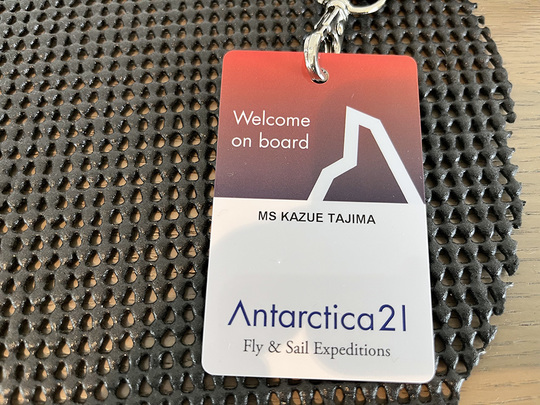 Welcome
on board
MS KAZUE TAJIMA
Antarctica21
Fly & Sail Expeditions